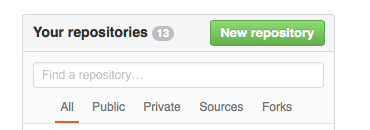 Your repositories 13 New repository
Find a repository...
All Public Private Sources Forks